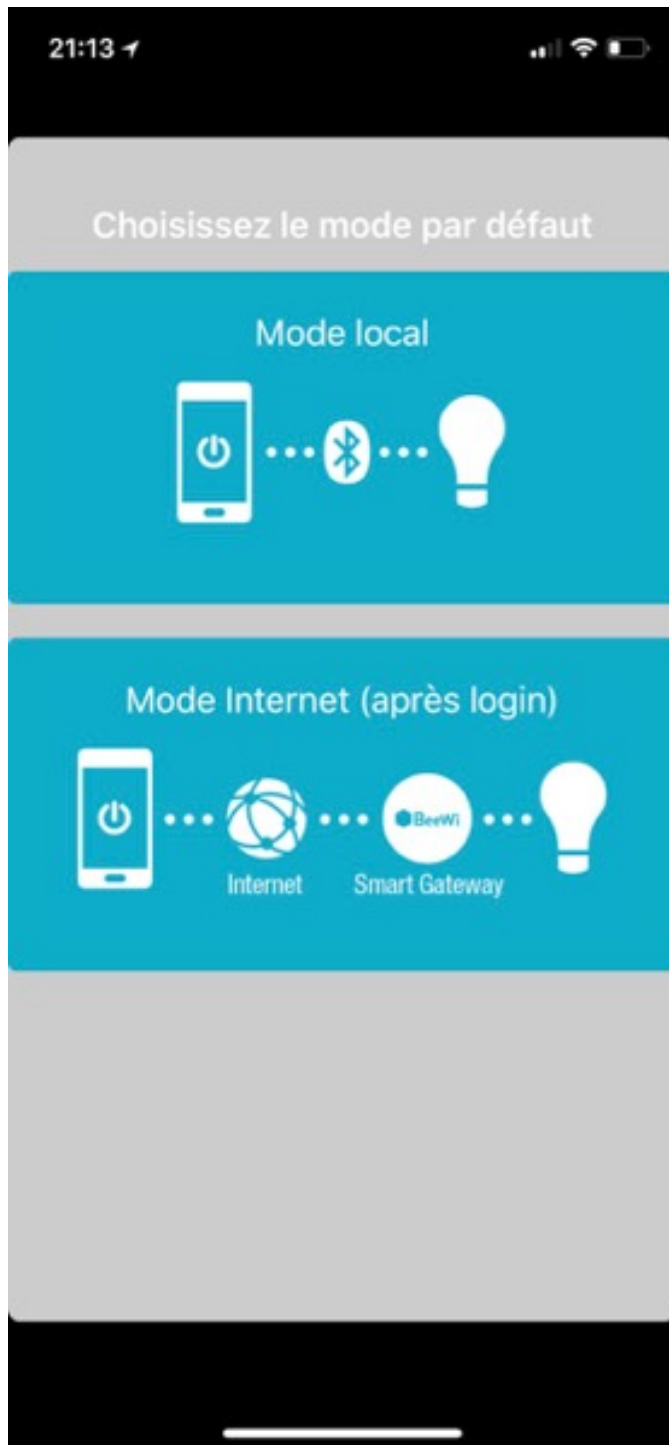 21:13
Choisissez le mode par défaut
Mode local
Mode Internet (après login)
BeeWi
Internet Smart Gateway